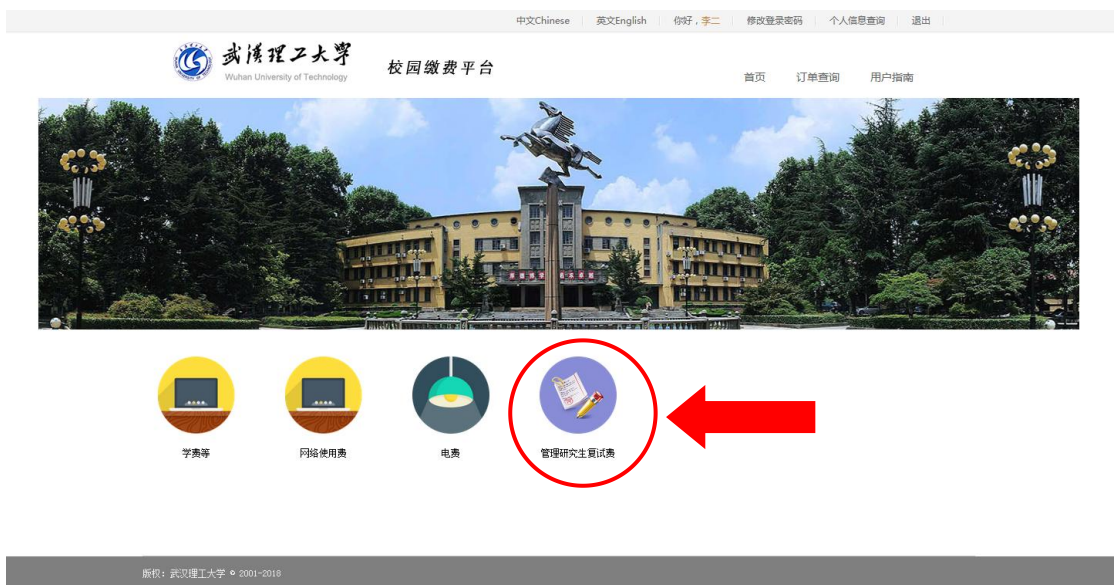 中文Chinese 英文English 你好，李二 修改登录密码 个人信息查询 退出
武汉理工大学
Wuhan University of Technology
校园缴费平台
首页 订单查询 用户指南
学费等 网络使用费 电费 管理研究生复试费
版权：武汉理工大学 © 2001-2018